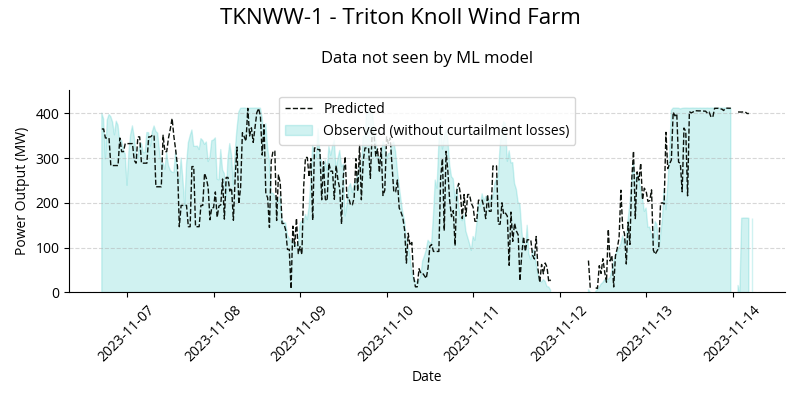 TKNWW-1 - Triton Knoll Wind Farm
Data not seen by ML model
Predicted
Observed (without curtailment losses)
Power Output (MW)
400
300
200
100
0
2023-11-07
2023-11-08
2023-11-09
2023-11-10
2023-11-11
2023-11-12
2023-11-13
2023-11-14
Date